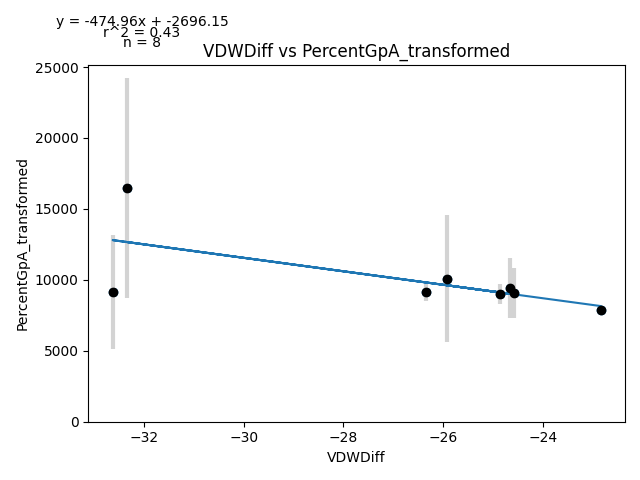 y = -474.96x + -2696.15
r^2 = 0.43
n = 8
VDWDiff vs PercentGpA_transformed
25000
20000
15000
10000
5000
0
PercentGpA_transformed
−32
−30
−28
−26
−24
VDWDiff